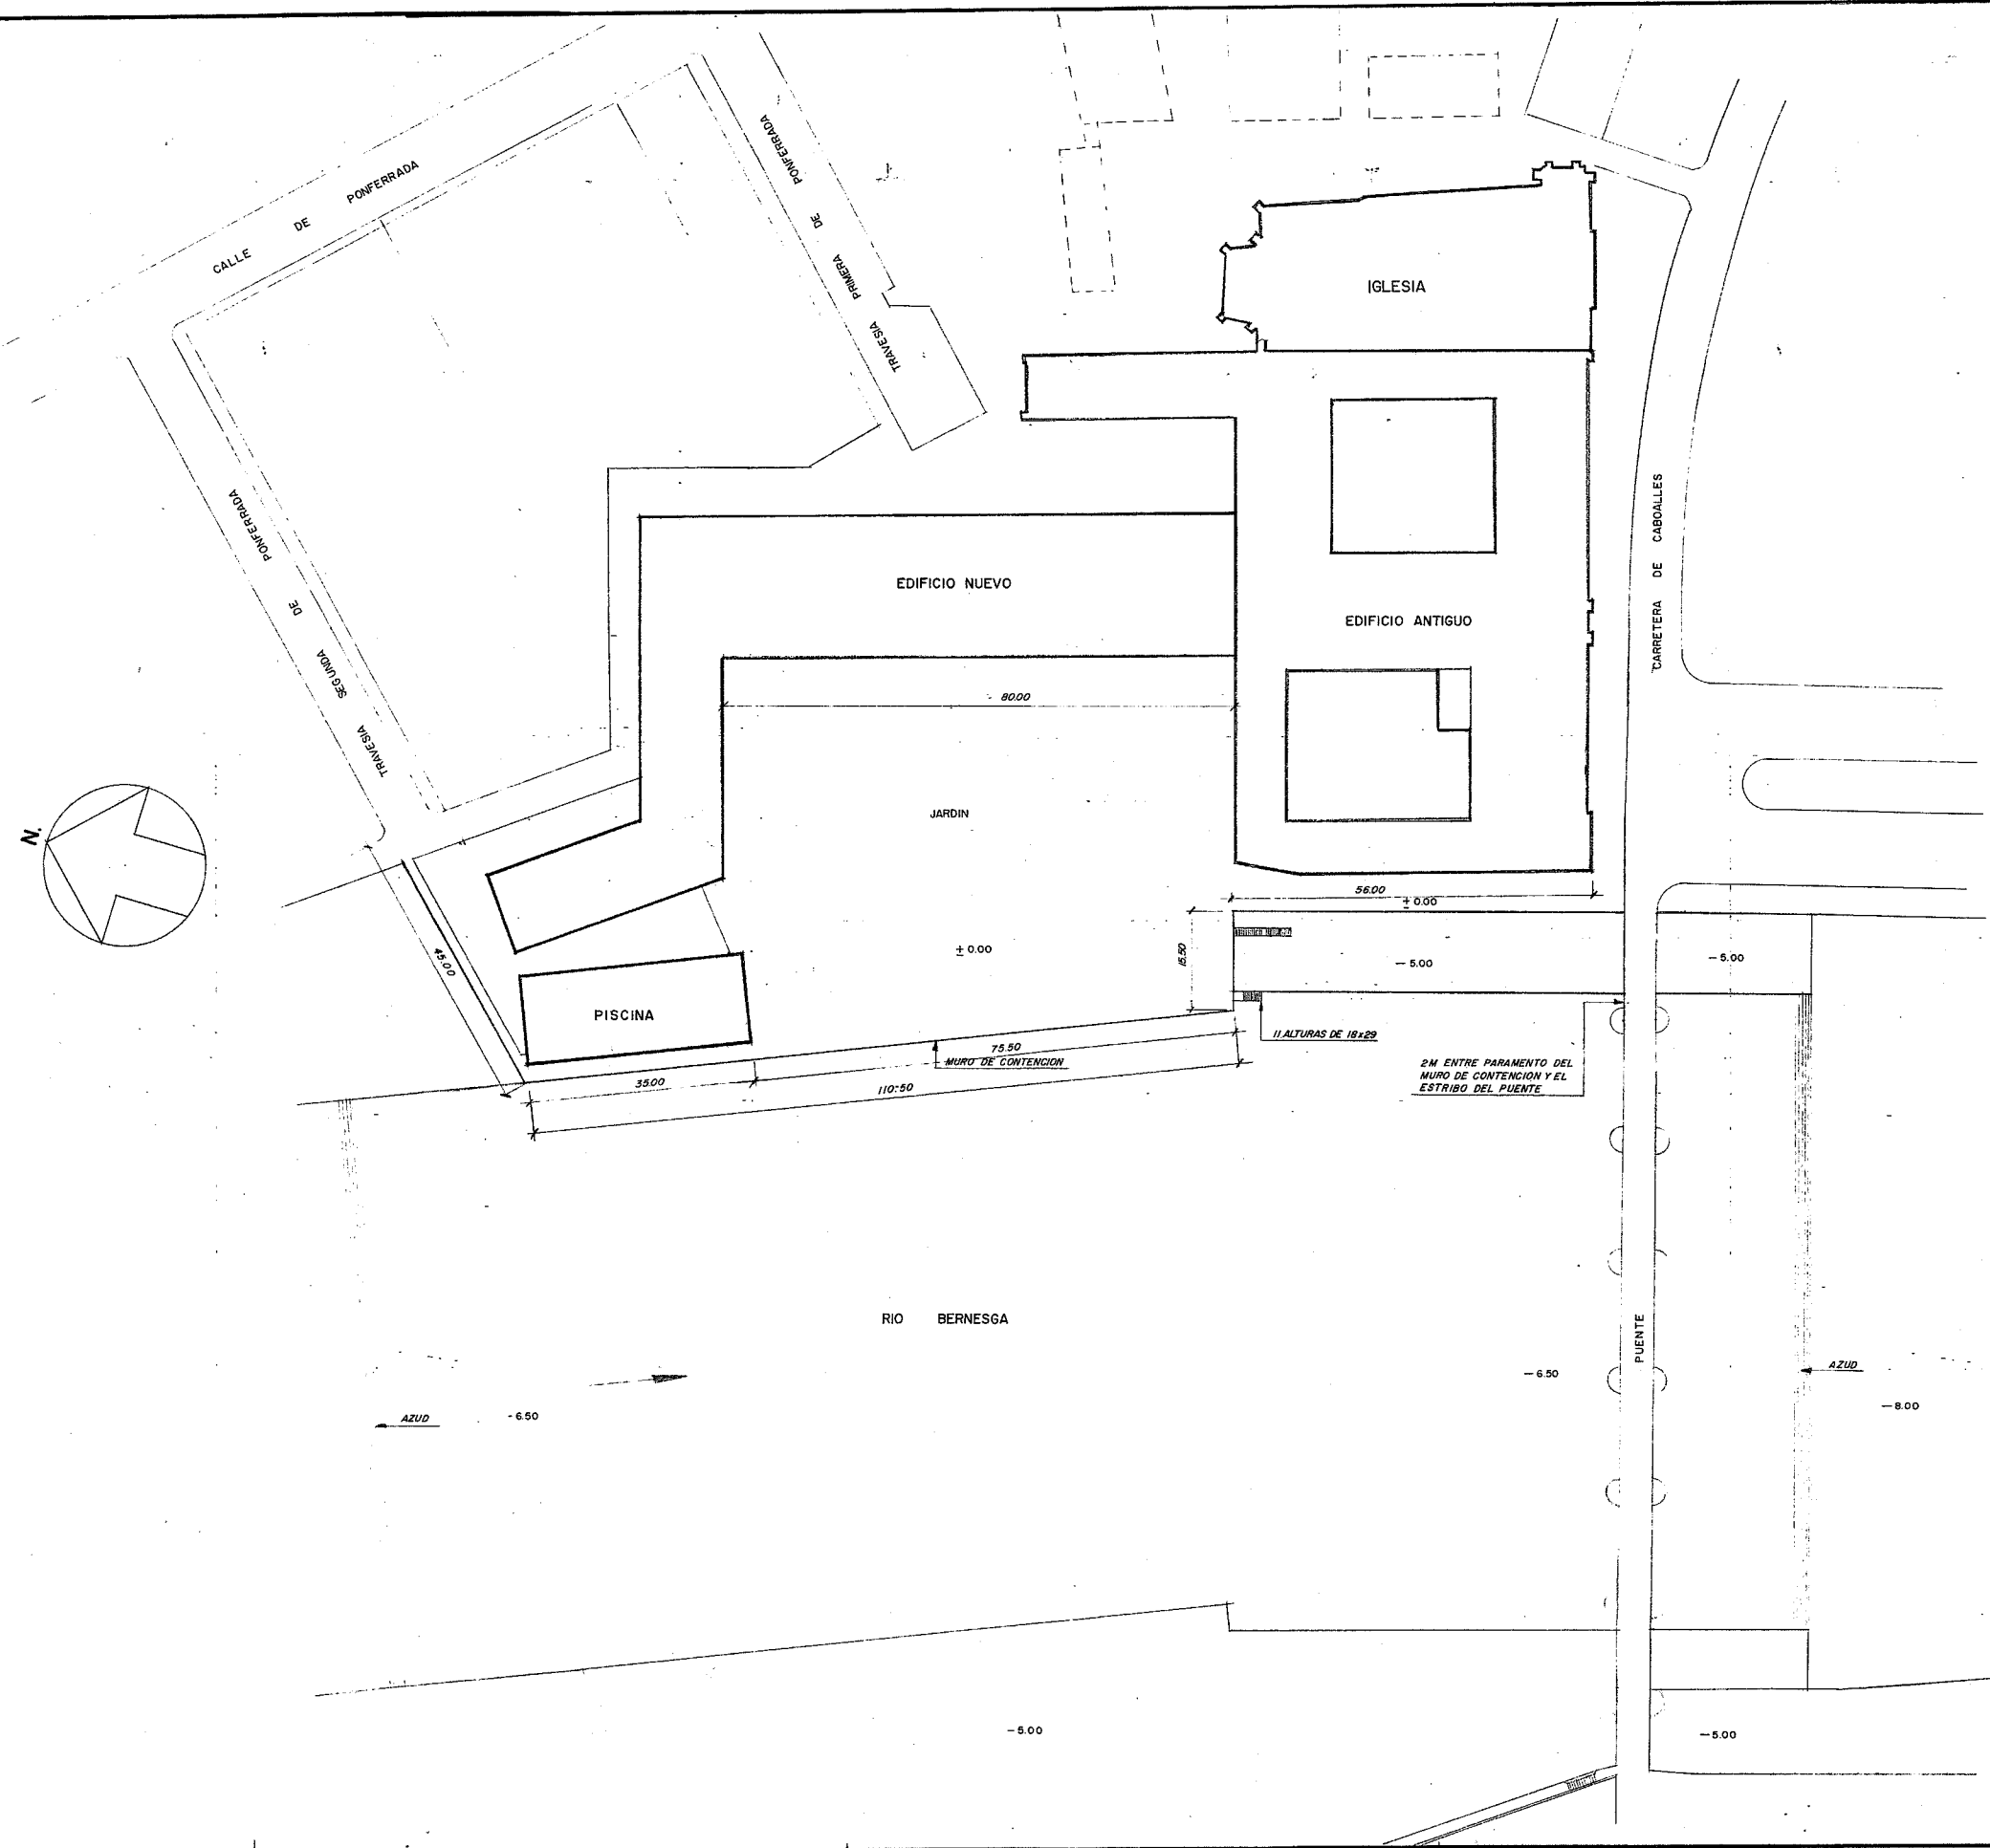 CALLE DE PONFERRADA
TRAVESIA PRIMERA DE PONFERRADA
IGLESIA
TRAVESIA SEGUNDA DE PONFERRADA
CARRETERA DE CABOALLES
EDIFICIO NUEVO
EDIFICIO ANTIGUO
80.00
JARDIN
N.
56.00
± 0.00
45.00
± 0.00
15.50
-5.00
-5.00
PISCINA
11 ALTURAS DE 18x29
75.50
MURO DE CONTENCION
35.00
110.50
2M ENTRE PARAMENTO DEL
MURO DE CONTENCION Y EL
ESTRIBO DEL PUENTE
RIO BERNESGA
PUENTE
-6.50
AZUD
-8.00
AZUD
-6.50
-5.00
-5.00